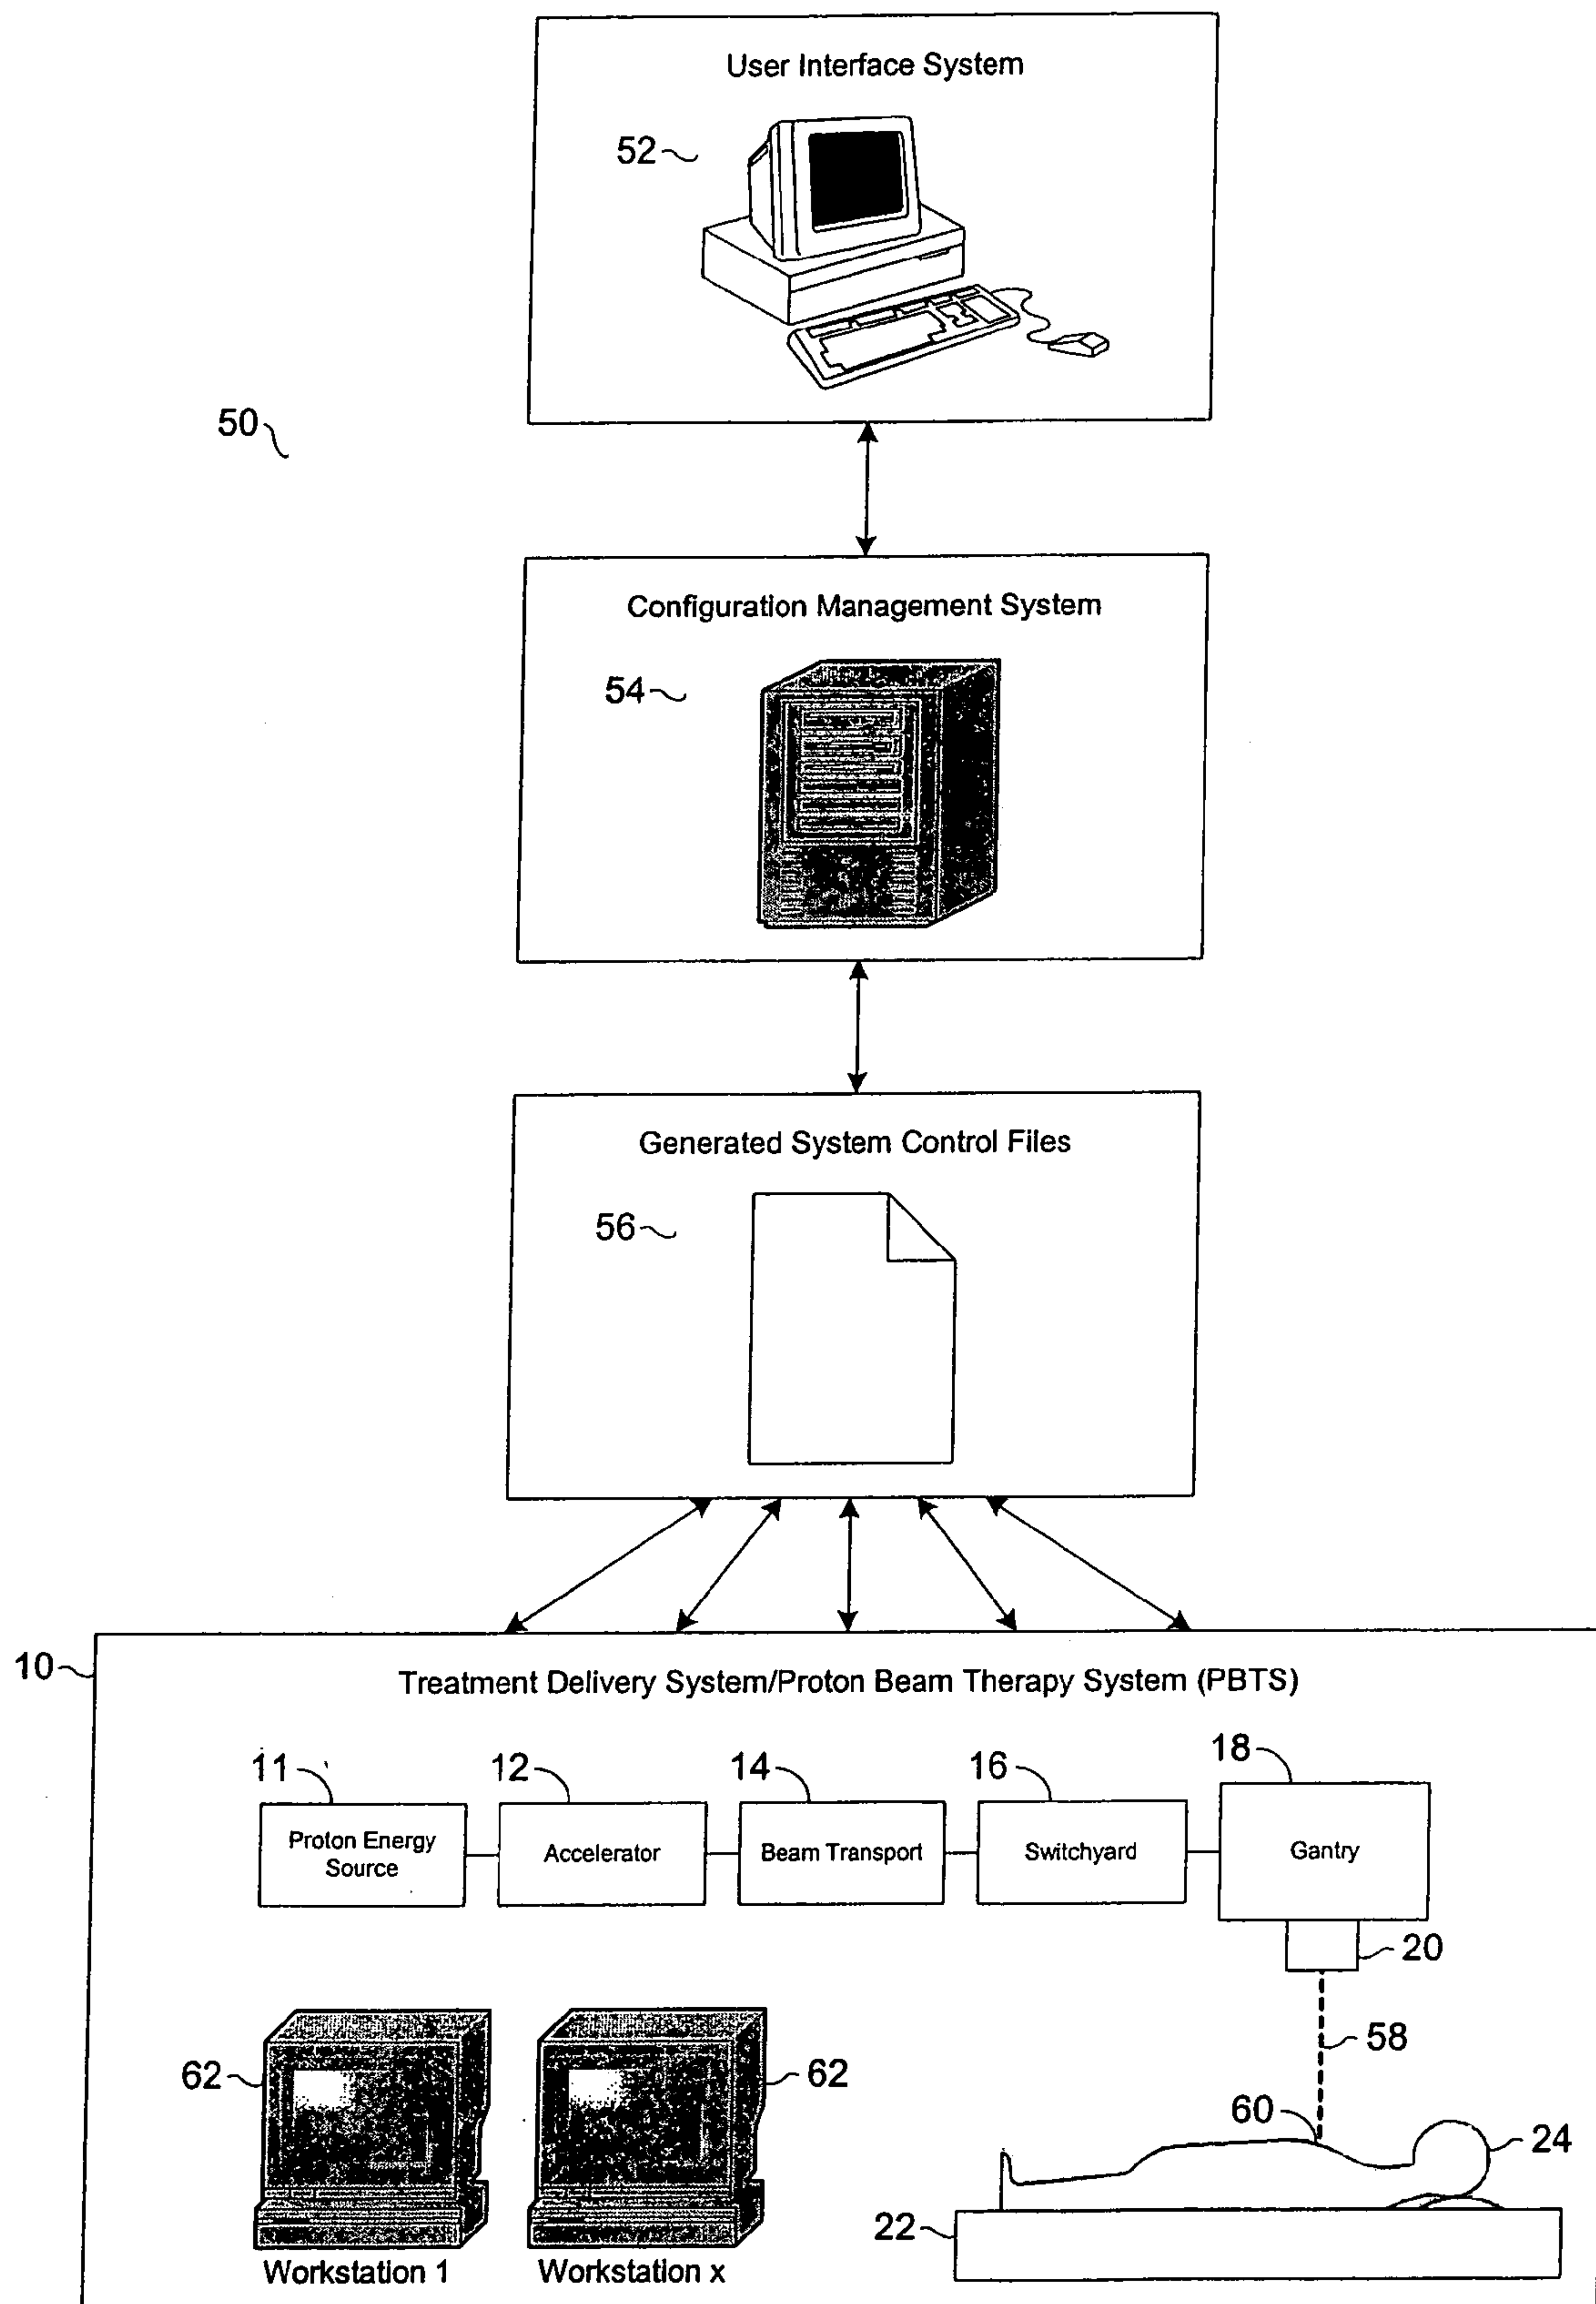 User Interface System
52
50
Configuration Management System
54
Generated System Control Files
56
10
Treatment Delivery System/Proton Beam Therapy System (PBTS)
11
12
14
16
18
Proton Energy
Source
Accelerator
Beam Transport
Switchyard
Gantry
20
58
62
62
60
24
22
Workstation 1
Workstation x